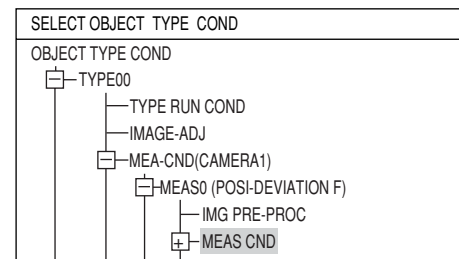 SELECT OBJECT TYPE COND
OBJECT TYPE COND
TYPE00
TYPE RUN COND
IMAGE-ADJ
MEA-CND(CAMERA1)
MEAS0 (POSI-DEVIATION F)
IMG PRE-PROC
MEAS CND